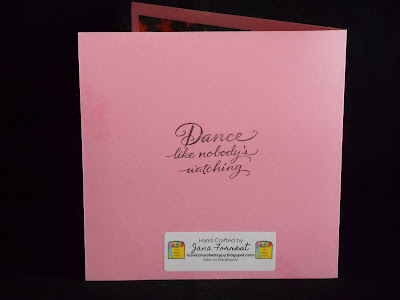 Dance
like nobody's
watching
Hand Crafted by
Jana Forrest
Also on Facebook